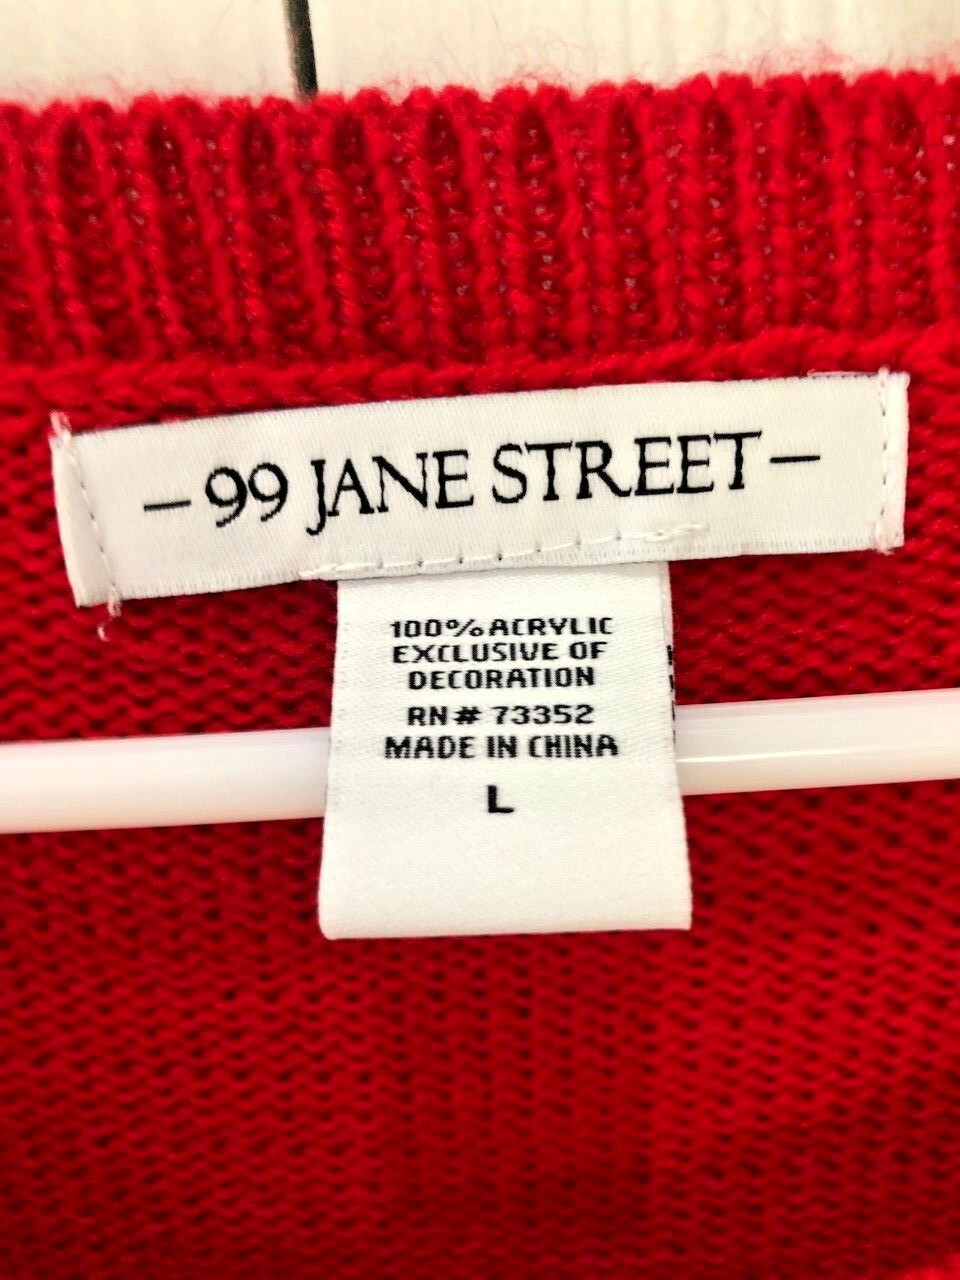 –99 JANE STREET–
100% ACRYLIC
EXCLUSIVE OF
DECORATION
RN# 73352
MADE IN CHINA
L